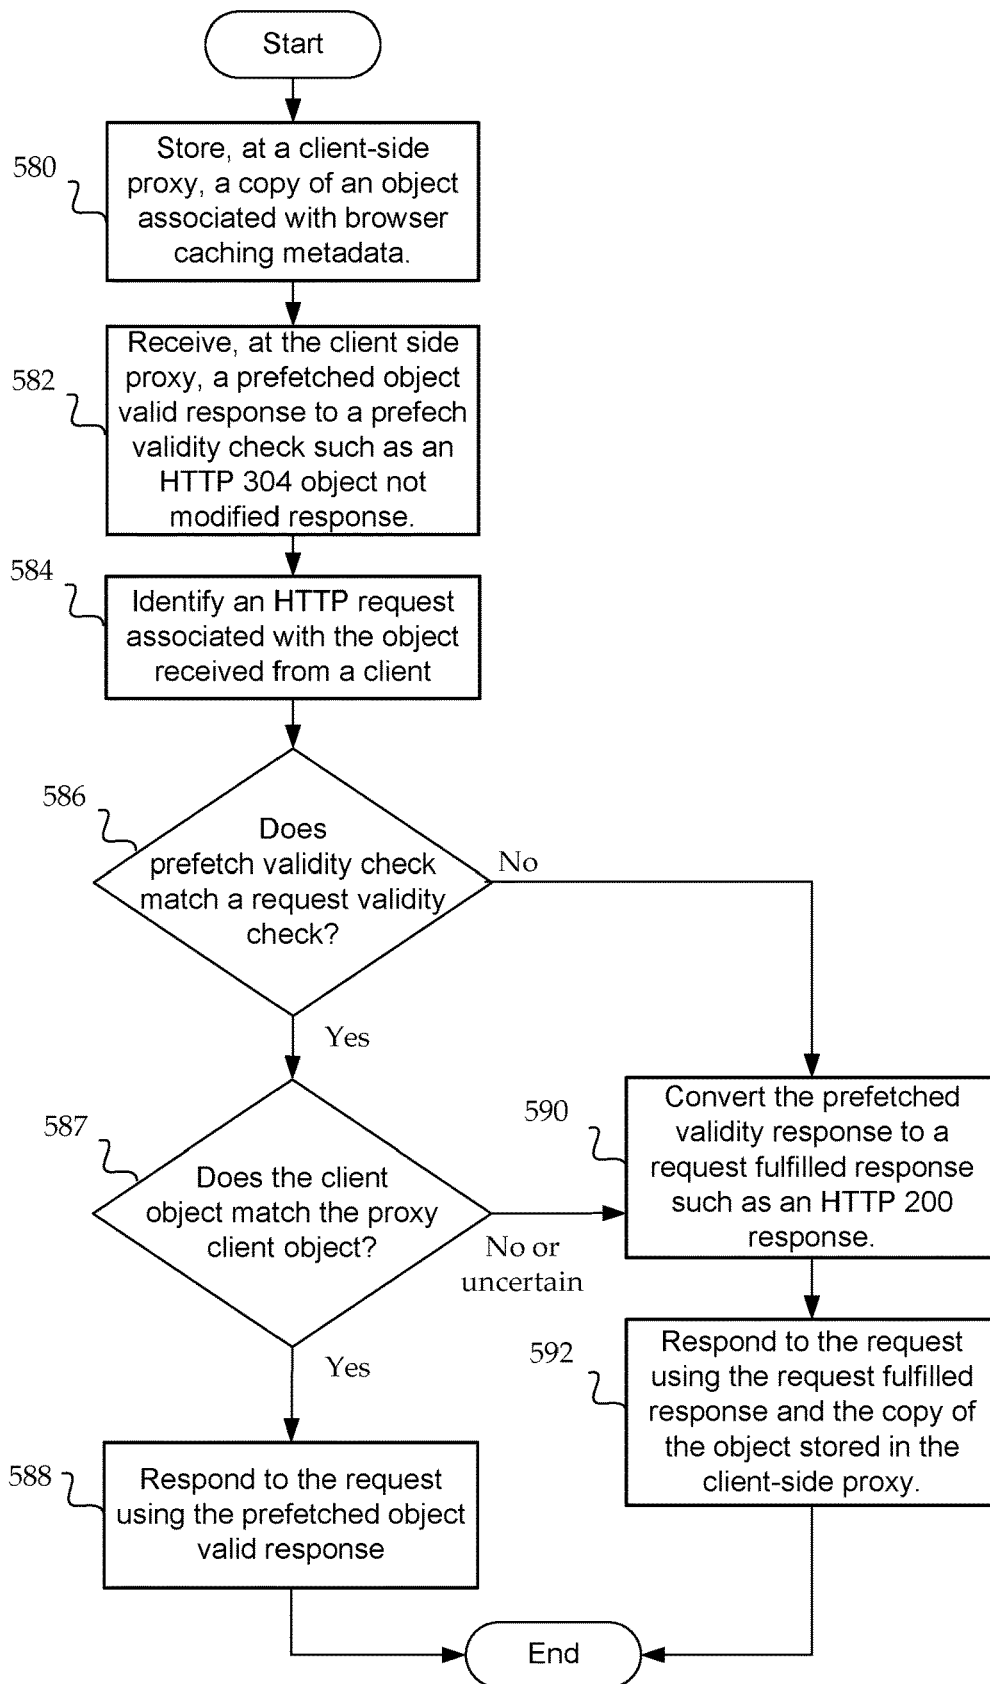 Start
580
Store, at a client-side
proxy, a copy of an object
associated with browser
caching metadata.
582
Receive, at the client side
proxy, a prefetched object
valid response to a prefech
validity check such as an
HTTP 304 object not
modified response.
584
Identify an HTTP request
associated with the object
received from a client
586
Does
prefetch validity check
match a request validity
check?
No
Yes
587
Does the client
object match the proxy
client object?
No or
uncertain
Yes
590
Convert the prefetched
validity response to a
request fulfilled response
such as an HTTP 200
response.
592
Respond to the request
using the request fulfilled
response and the copy of
the object stored in the
client-side proxy.
588
Respond to the request
using the prefetched object
valid response
End